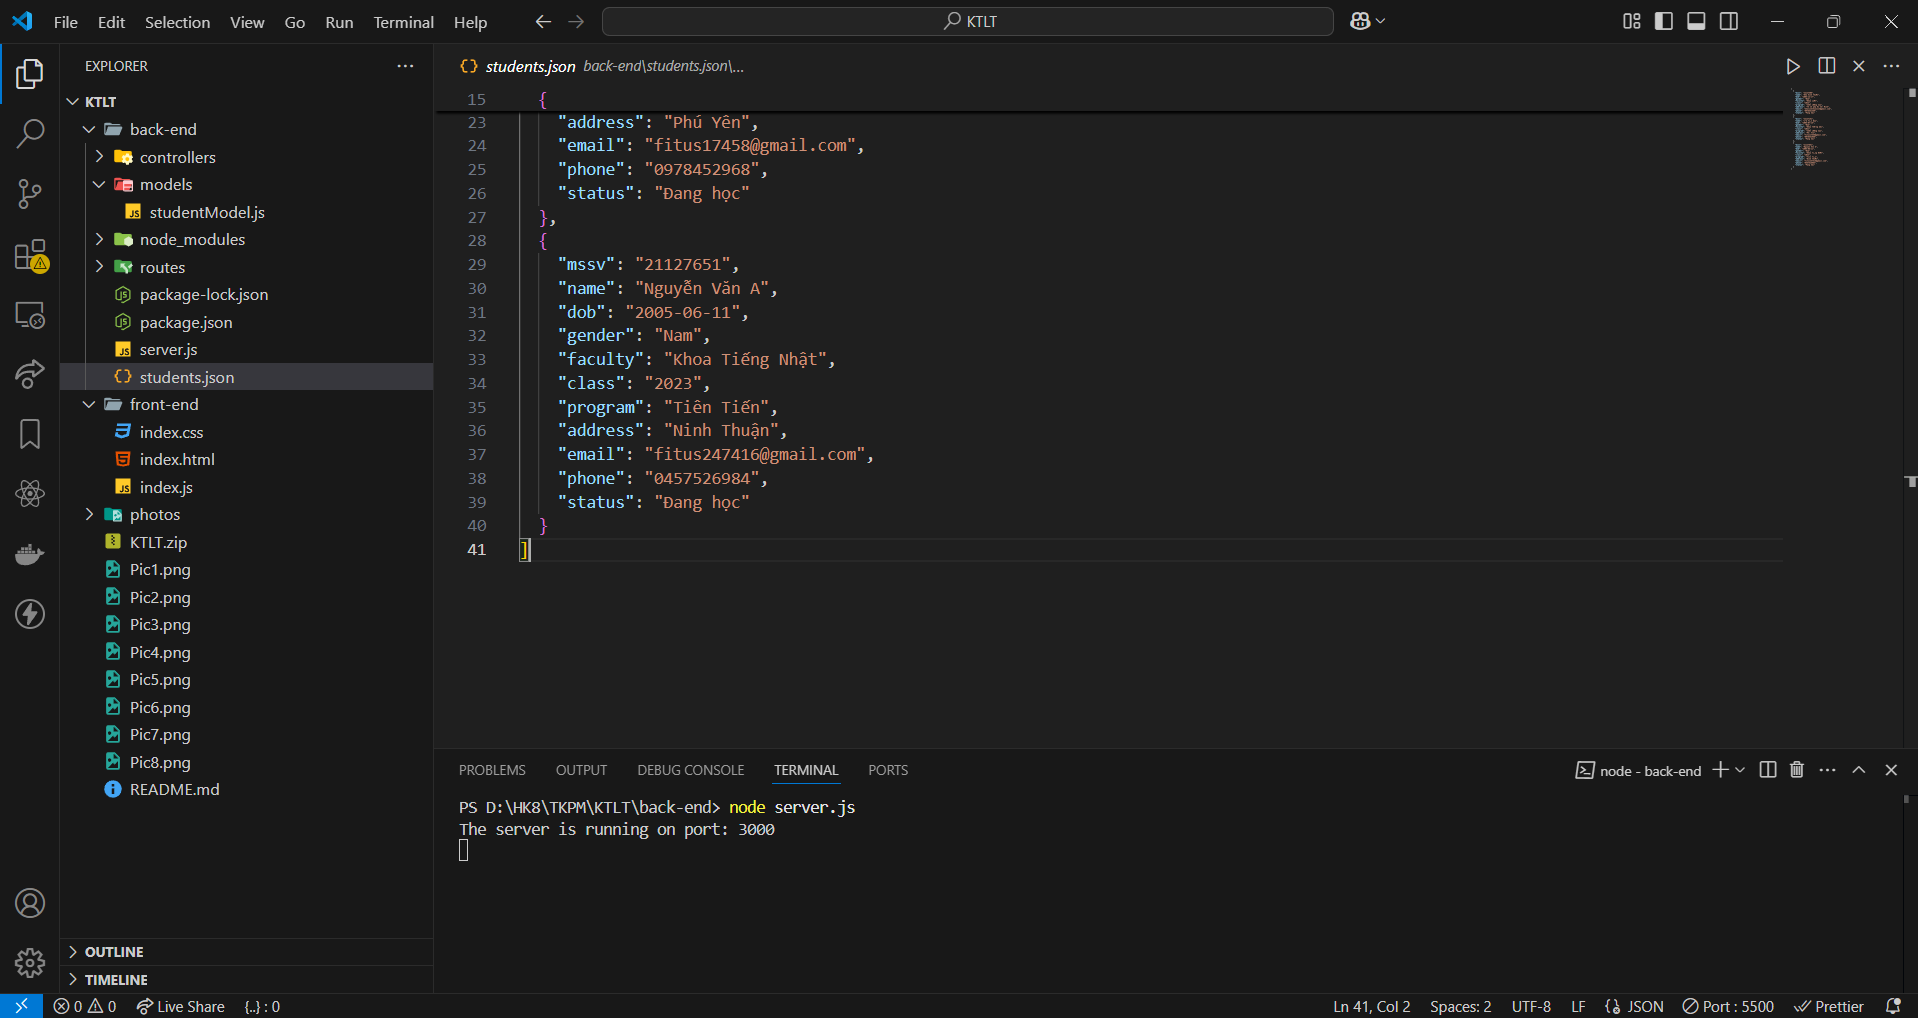 File Edit Selection View Go Run Terminal Help
KTLT
EXPLORER
KTLT
back-end
controllers
models
studentModel.js
node_modules
routes
package-lock.json
package.json
server.js
students.json
front-end
index.css
index.html
index.js
photos
KTLT.zip
Pic1.png
Pic2.png
Pic3.png
Pic4.png
Pic5.png
Pic6.png
Pic7.png
Pic8.png
README.md
OUTLINE
TIMELINE
students.json back-end\students.json\...
15 {
23 "address": "Phú Yên",
24 "email": "fitus17458@gmail.com",
25 "phone": "0978452968",
26 "status": "Đang học"
27 },
28 {
29 "mssv": "21127651",
30 "name": "Nguyễn Văn A",
31 "dob": "2005-06-11",
32 "gender": "Nam",
33 "faculty": "Khoa Tiếng Nhật",
34 "class": "2023",
35 "program": "Tiên Tiến",
36 "address": "Ninh Thuận",
37 "email": "fitus247416@gmail.com",
38 "phone": "0457526984",
39 "status": "Đang học"
40 }
41 ]
PROBLEMS OUTPUT DEBUG CONSOLE TERMINAL PORTS
node - back-end
PS D:\HK8\TKPM\KTLT\back-end> node server.js
The server is running on port: 3000
0 0 Live Share {..} : 0
Ln 41, Col 2 Spaces: 2 UTF-8 LF JSON Port : 5500 Prettier